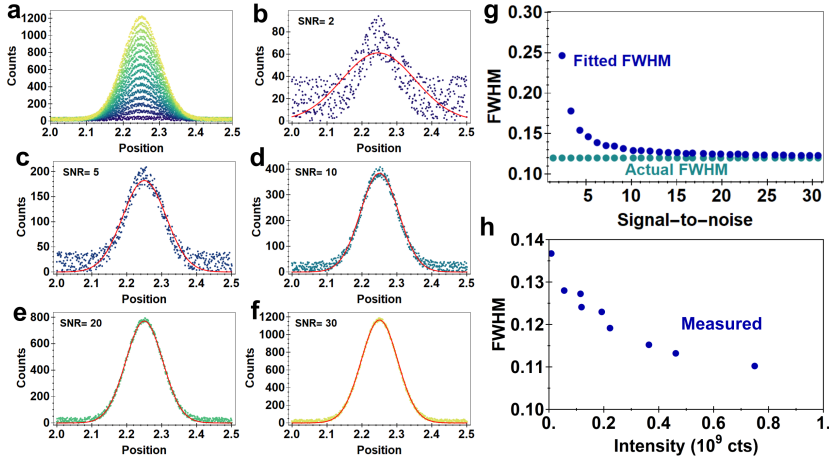 a
1200
1000
800
600
400
200
0
Counts
2.0 2.1 2.2 2.3 2.4 2.5
Position
b
SNR= 2
80
60
40
20
0
Counts
2.0 2.1 2.2 2.3 2.4 2.5
Position
c
SNR= 5
200
150
100
50
0
Counts
2.0 2.1 2.2 2.3 2.4 2.5
Position
d
SNR= 10
400
300
200
100
0
Counts
2.0 2.1 2.2 2.3 2.4 2.5
Position
e
SNR= 20
800
600
400
200
0
Counts
2.0 2.1 2.2 2.3 2.4 2.5
Position
f
SNR= 30
1200
1000
800
600
400
200
0
Counts
2.0 2.1 2.2 2.3 2.4 2.5
Position
g
0.30
0.25
0.20
0.15
0.10
FWHM
Fitted FWHM
Actual FWHM
5 10 15 20 25 30
Signal-to-noise
h
0.14
0.13
0.12
0.11
0.10
FWHM
Measured
0. 0.2 0.4 0.6 0.8 1.
Intensity (10⁹ cts)